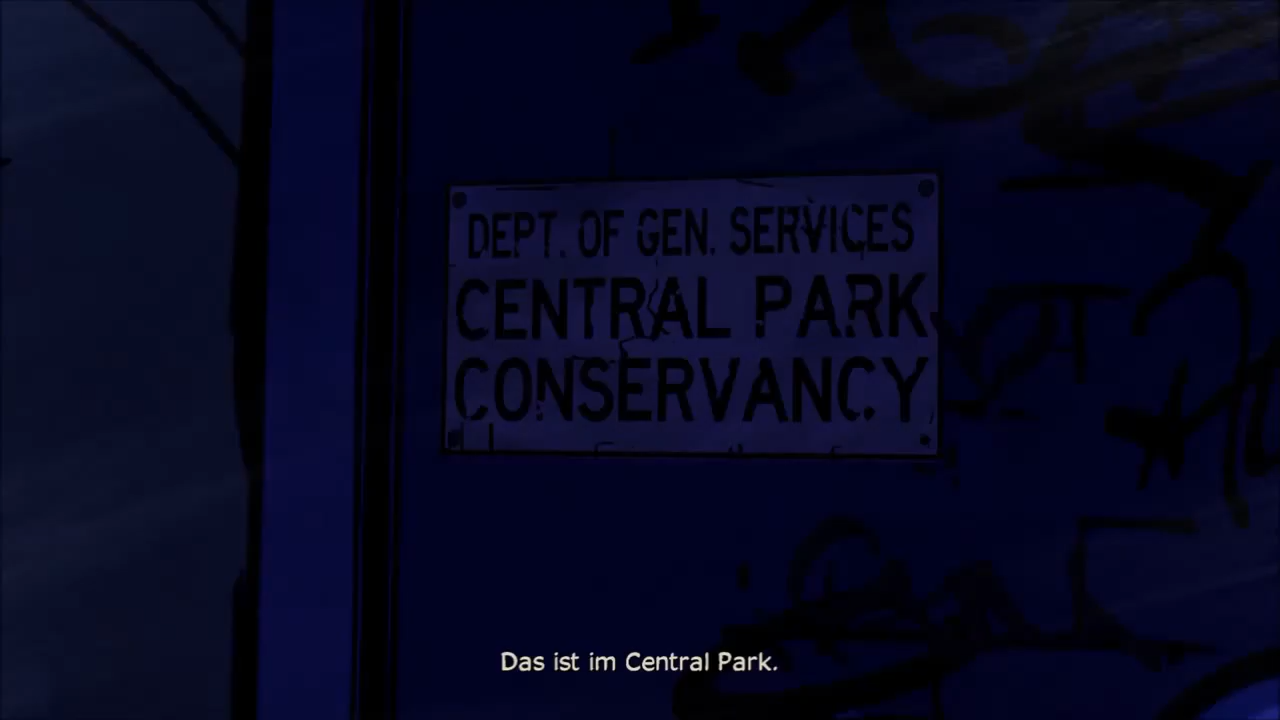 DEPT. OF GEN. SERVICES
CENTRAL PARK
CONSERVANCY
Das ist im Central Park.